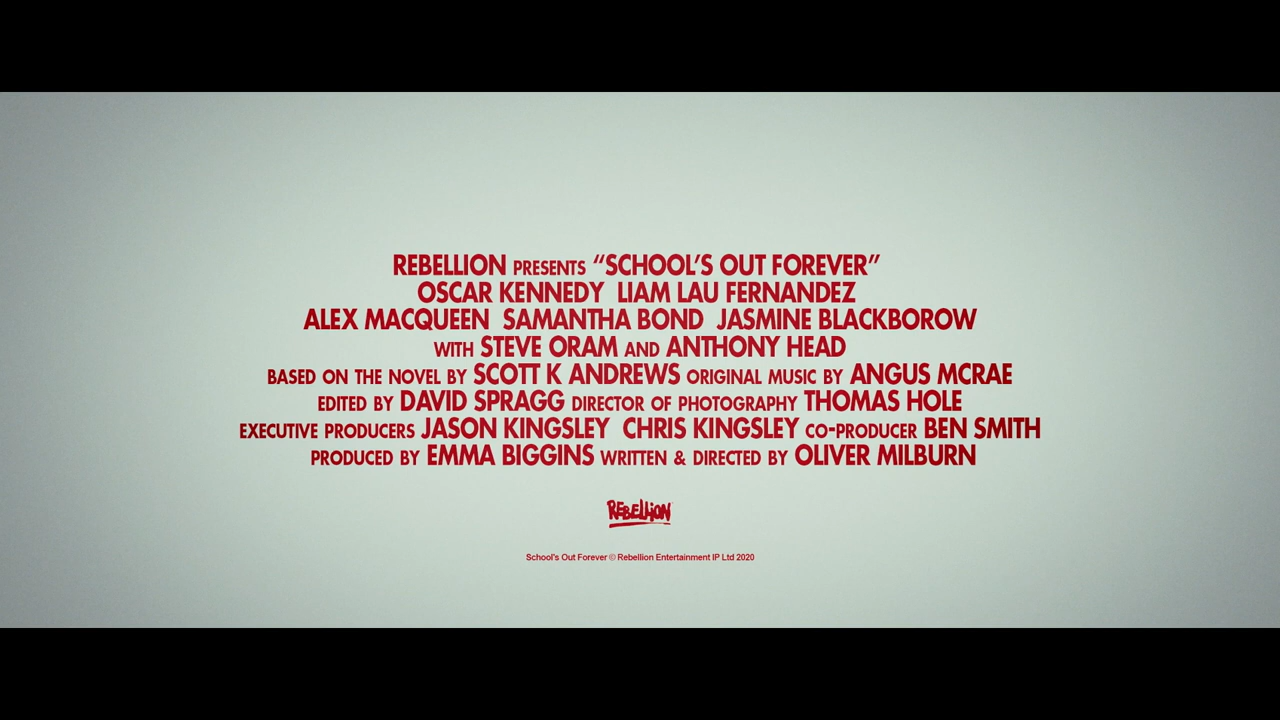 REBELLION PRESENTS “SCHOOL’S OUT FOREVER”
OSCAR KENNEDY LIAM LAU FERNANDEZ
ALEX MACQUEEN SAMANTHA BOND JASMINE BLACKBOROW
WITH STEVE ORAM AND ANTHONY HEAD
BASED ON THE NOVEL BY SCOTT K ANDREWS ORIGINAL MUSIC BY ANGUS MCRAE
EDITED BY DAVID SPRAGG DIRECTOR OF PHOTOGRAPHY THOMAS HOLE
EXECUTIVE PRODUCERS JASON KINGSLEY CHRIS KINGSLEY CO-PRODUCER BEN SMITH
PRODUCED BY EMMA BIGGINS WRITTEN & DIRECTED BY OLIVER MILBURN
REBELLION
School's Out Forever © Rebellion Entertainment IP Ltd 2020